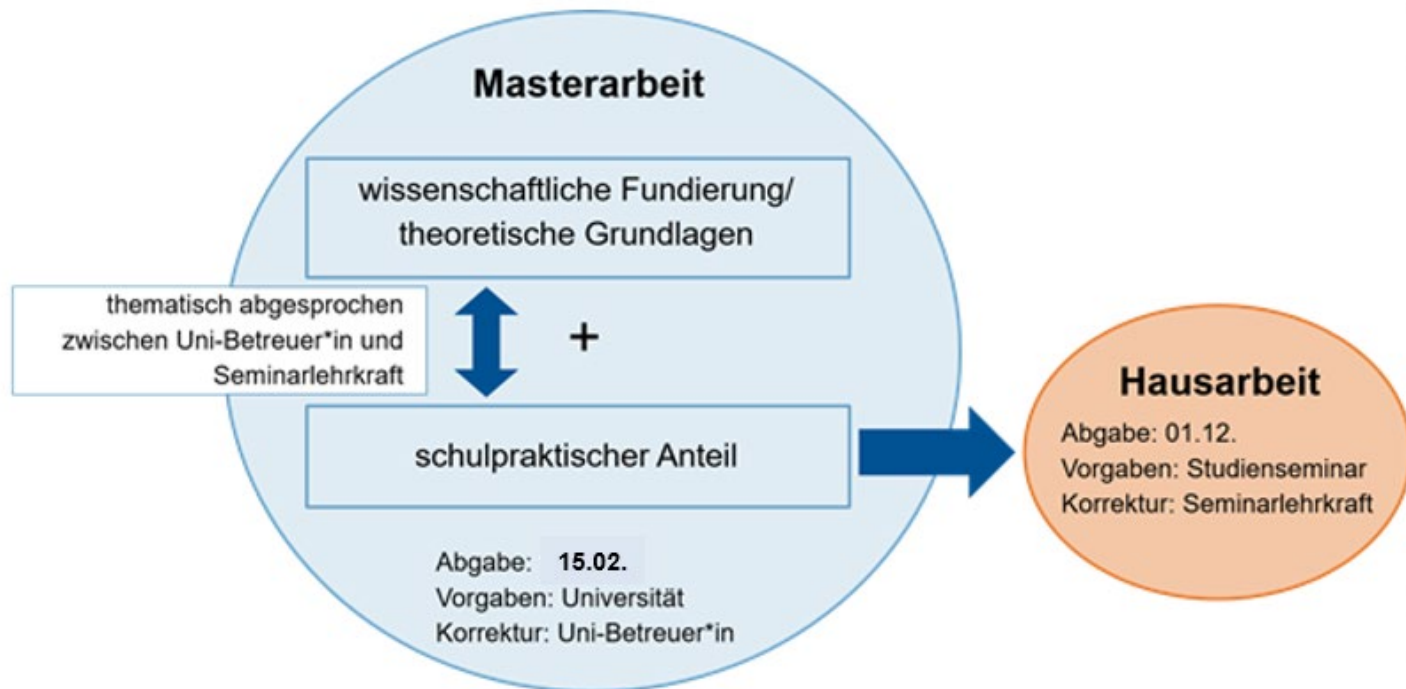 Masterarbeit
wissenschaftliche Fundierung/
theoretische Grundlagen
thematisch abgesprochen
zwischen Uni-Betreuer*in und
Seminarlehrkraft
+
schulpraktischer Anteil
Abgabe: 15.02.
Vorgaben: Universität
Korrektur: Uni-Betreuer*in
Hausarbeit
Abgabe: 01.12.
Vorgaben: Studienseminar
Korrektur: Seminarlehrkraft